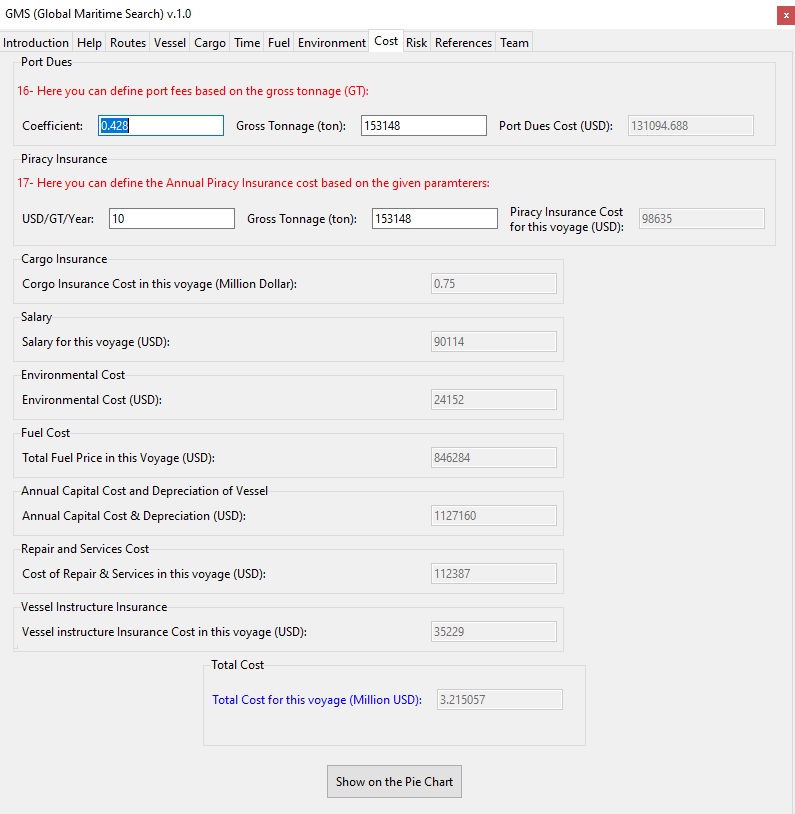 GMS (Global Maritime Search) v.1.0
x
Introduction Help Routes Vessel Cargo Time Fuel Environment Cost Risk References Team
Port Dues
16- Here you can define port fees based on the gross tonnage (GT):
Coefficient: 0.428 Gross Tonnage (ton): 153148 Port Dues Cost (USD): 131094.688
Piracy Insurance
17- Here you can define the Annual Piracy Insurance cost based on the given paramterers:
USD/GT/Year: 10 Gross Tonnage (ton): 153148 Piracy Insurance Cost
for this voyage (USD): 98635
Cargo Insurance
Corgo Insurance Cost in this voyage (Million Dollar): 0.75
Salary
Salary for this voyage (USD): 90114
Environmental Cost
Environmental Cost (USD): 24152
Fuel Cost
Total Fuel Price in this Voyage (USD): 846284
Annual Capital Cost and Depreciation of Vessel
Annual Capital Cost & Depreciation (USD): 1127160
Repair and Services Cost
Cost of Repair & Services in this voyage (USD): 112387
Vessel Instructure Insurance
Vessel instructure Insurance Cost in this voyage (USD): 35229
Total Cost
Total Cost for this voyage (Million USD): 3.215057
Show on the Pie Chart